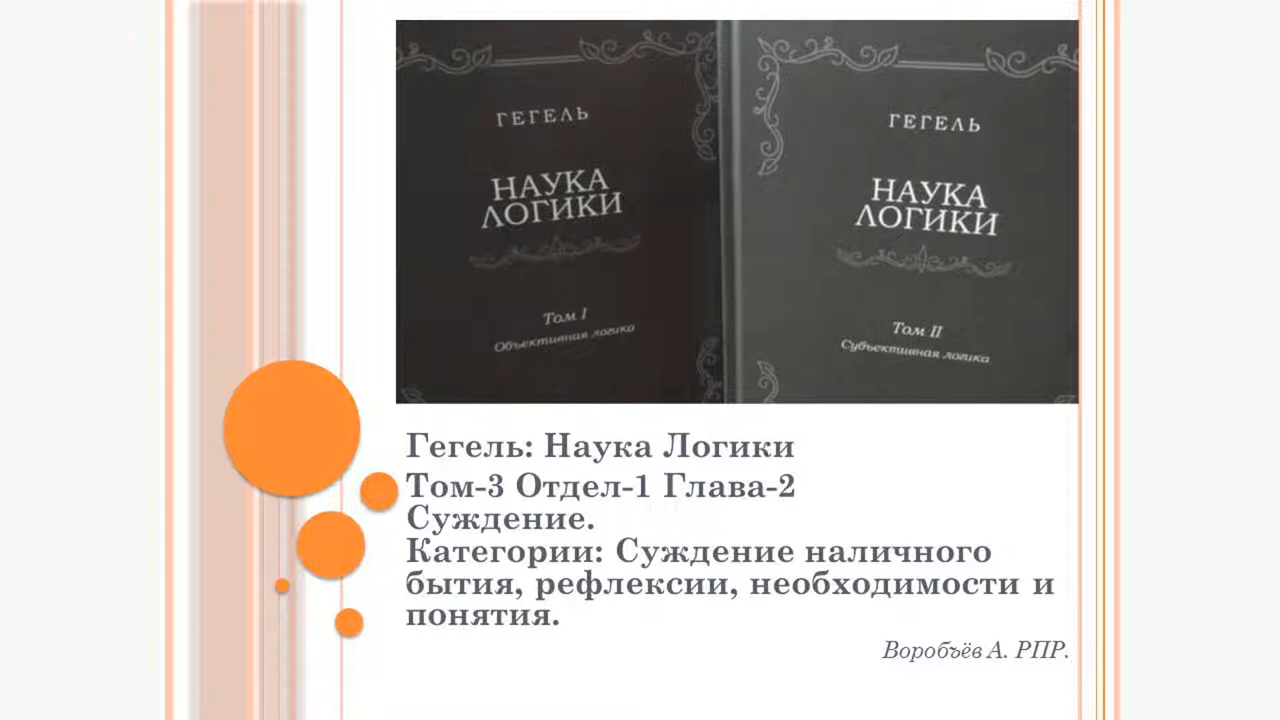 ГЕГЕЛЬ
НАУКА
ЛОГИКИ
Том I
Объективная логика
ГЕГЕЛЬ
НАУКА
ЛОГИКИ
Том II
Субъективная логика
Гегель: Наука Логики
Том-3 Отдел-1 Глава-2
Суждение.
Категории: Суждение наличного
бытия, рефлексии, необходимости и
понятия.
Воробъёв А. РПР.